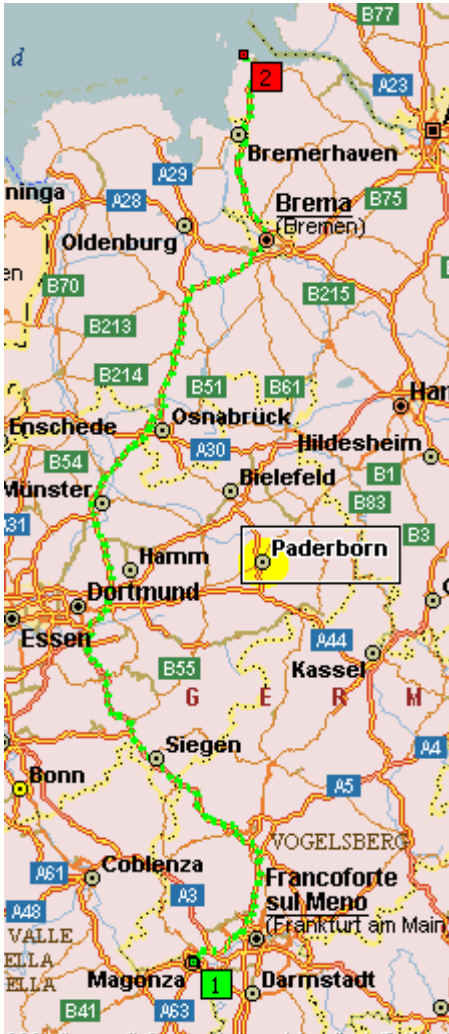 B77
d
A23
2
Bremerhaven
A29
ninga
A28
Brema
B75
(Bremen)
Oldenburg
en
B70
B215
B213
B214
B51
B61
Han
Osnabrück
Enschede
A30
Hildesheim
B54
B1
Bielefeld
Münster
B83
A31
B3
Paderborn
Hamm
Dortmund
Essen
A44
Kassel
B55
G E R M
Siegen
A4
Bonn
A5
VOGELSBERG
Coblenza
A61
Francoforte
A3
sul Meno
A48
(Frankfurt am Main)
VALLE
ELLA
Magonza
1
Darmstadt
ELLA
B41
A63